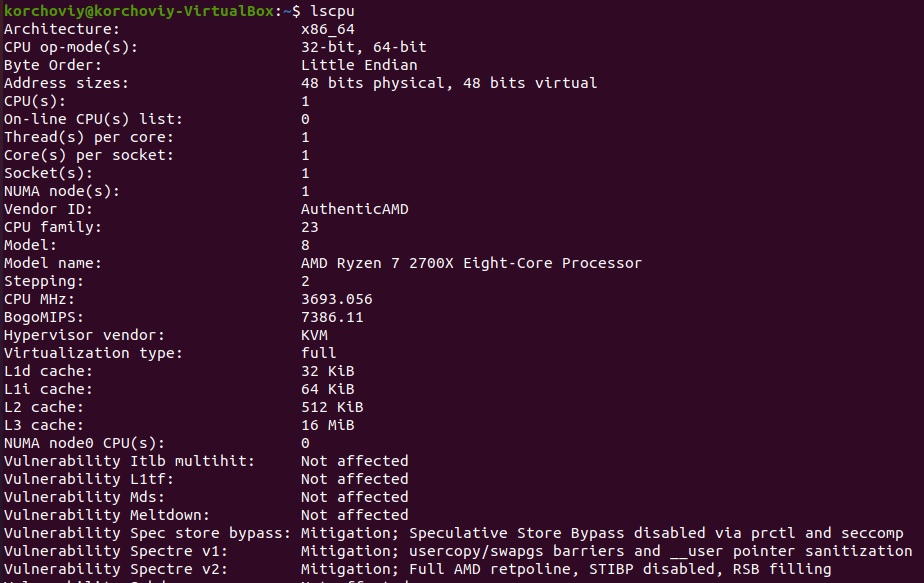 korchoviy@korchoviy-VirtualBox:~$ lscpu
Architecture: x86_64
CPU op-mode(s): 32-bit, 64-bit
Byte Order: Little Endian
Address sizes: 48 bits physical, 48 bits virtual
CPU(s): 1
On-line CPU(s) list: 0
Thread(s) per core: 1
Core(s) per socket: 1
Socket(s): 1
NUMA node(s): 1
Vendor ID: AuthenticAMD
CPU family: 23
Model: 8
Model name: AMD Ryzen 7 2700X Eight-Core Processor
Stepping: 2
CPU MHz: 3693.056
BogoMIPS: 7386.11
Hypervisor vendor: KVM
Virtualization type: full
L1d cache: 32 KiB
L1i cache: 64 KiB
L2 cache: 512 KiB
L3 cache: 16 MiB
NUMA node0 CPU(s): 0
Vulnerability Itlb multihit: Not affected
Vulnerability L1tf: Not affected
Vulnerability Mds: Not affected
Vulnerability Meltdown: Not affected
Vulnerability Spec store bypass: Mitigation; Speculative Store Bypass disabled via prctl and seccomp
Vulnerability Spectre v1: Mitigation; usercopy/swapgs barriers and __user pointer sanitization
Vulnerability Spectre v2: Mitigation; Full AMD retpoline, STIBP disabled, RSB filling